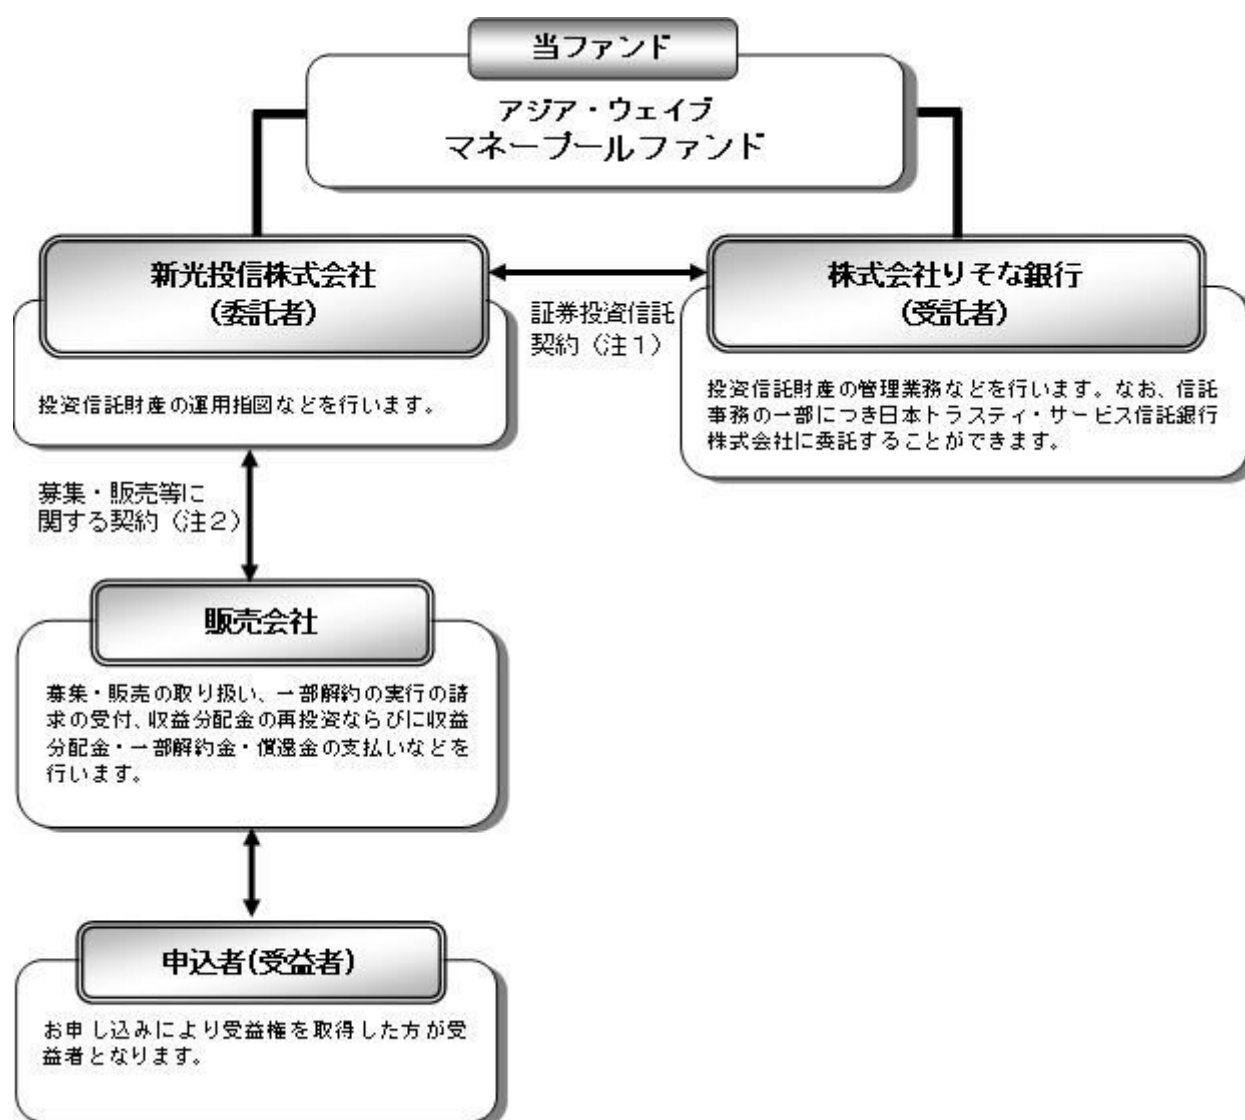 当ファンド
アジア・ウェイブ
マネープールファンド
新光投信株式会社
(委託者)
投資信託財産の運用指図などを行います。
証券投資信託
契約（注１）
株式会社りそな銀行
(受託者)
投資信託財産の管理業務などを行います。なお、信託
事務の一部につき日本トラスティ・サービス信託銀行
株式会社に委託することができます。
募集・販売等に
関する契約（注２）
販売会社
募集・販売の取り扱い、一部解約の実行の請
求の受付、収益分配金の再投資ならびに収益
分配金・一部解約金・償還金の支払いなどを
行います。
申込者(受益者)
お申し込みにより受益権を取得した方が受
益者となります。